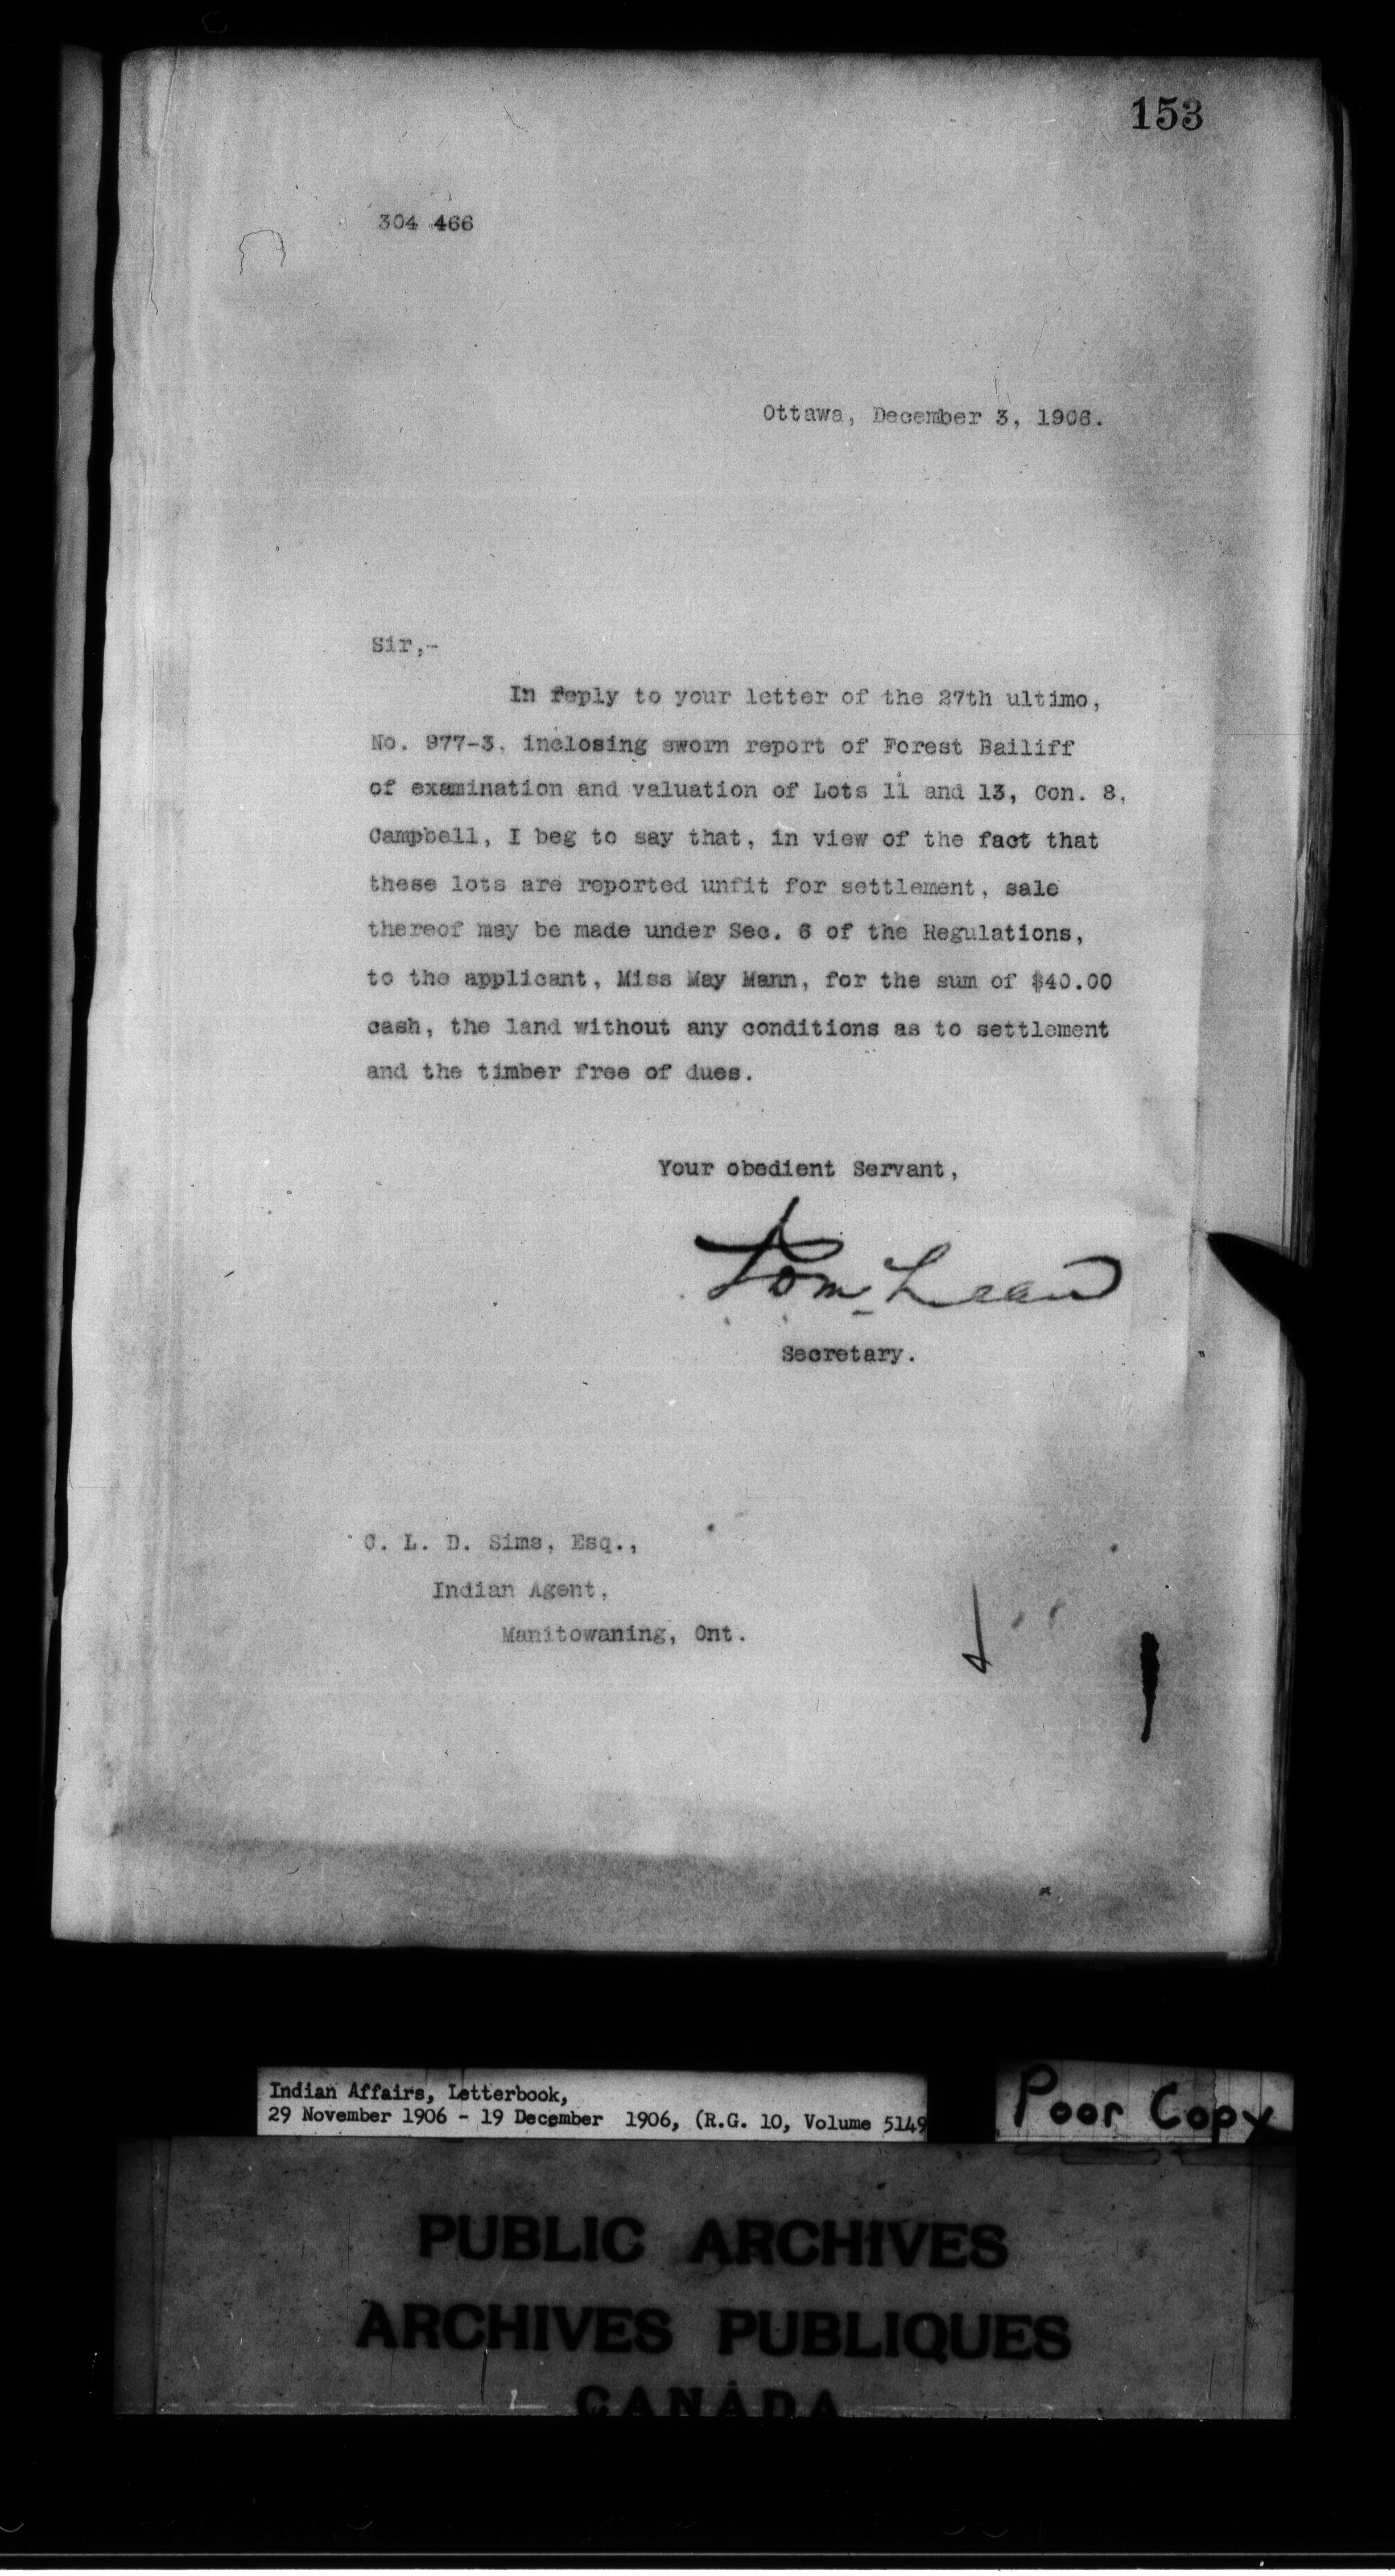 153
304 466
Ottawa, December 3, 1906.
Sir,-
In reply to your letter of the 27th ultimo,
No. 977-3, inclosing sworn report of Forest Bailiff
of examination and valuation of Lots 11 and 13, Con. 8,
Campbell, I beg to say that, in view of the fact that
these lots are reported unfit for settlement, sale
thereof may be made under Sec. 6 of the Regulations,
to the applicant, Miss May Mann, for the sum of $40.00
cash, the land without any conditions as to settlement
and the timber free of dues.
Your obedient Servant,
Secretary.
C. L. D. Sims, Esq.,
Indian Agent,
Manitowaning, Ont.
Indian Affairs, Letterbook,
29 November 1906 - 19 December 1906, (R.G. 10, Volume 5149
Poor Copy
PUBLIC ARCHIVES
ARCHIVES PUBLIQUES
CANADA